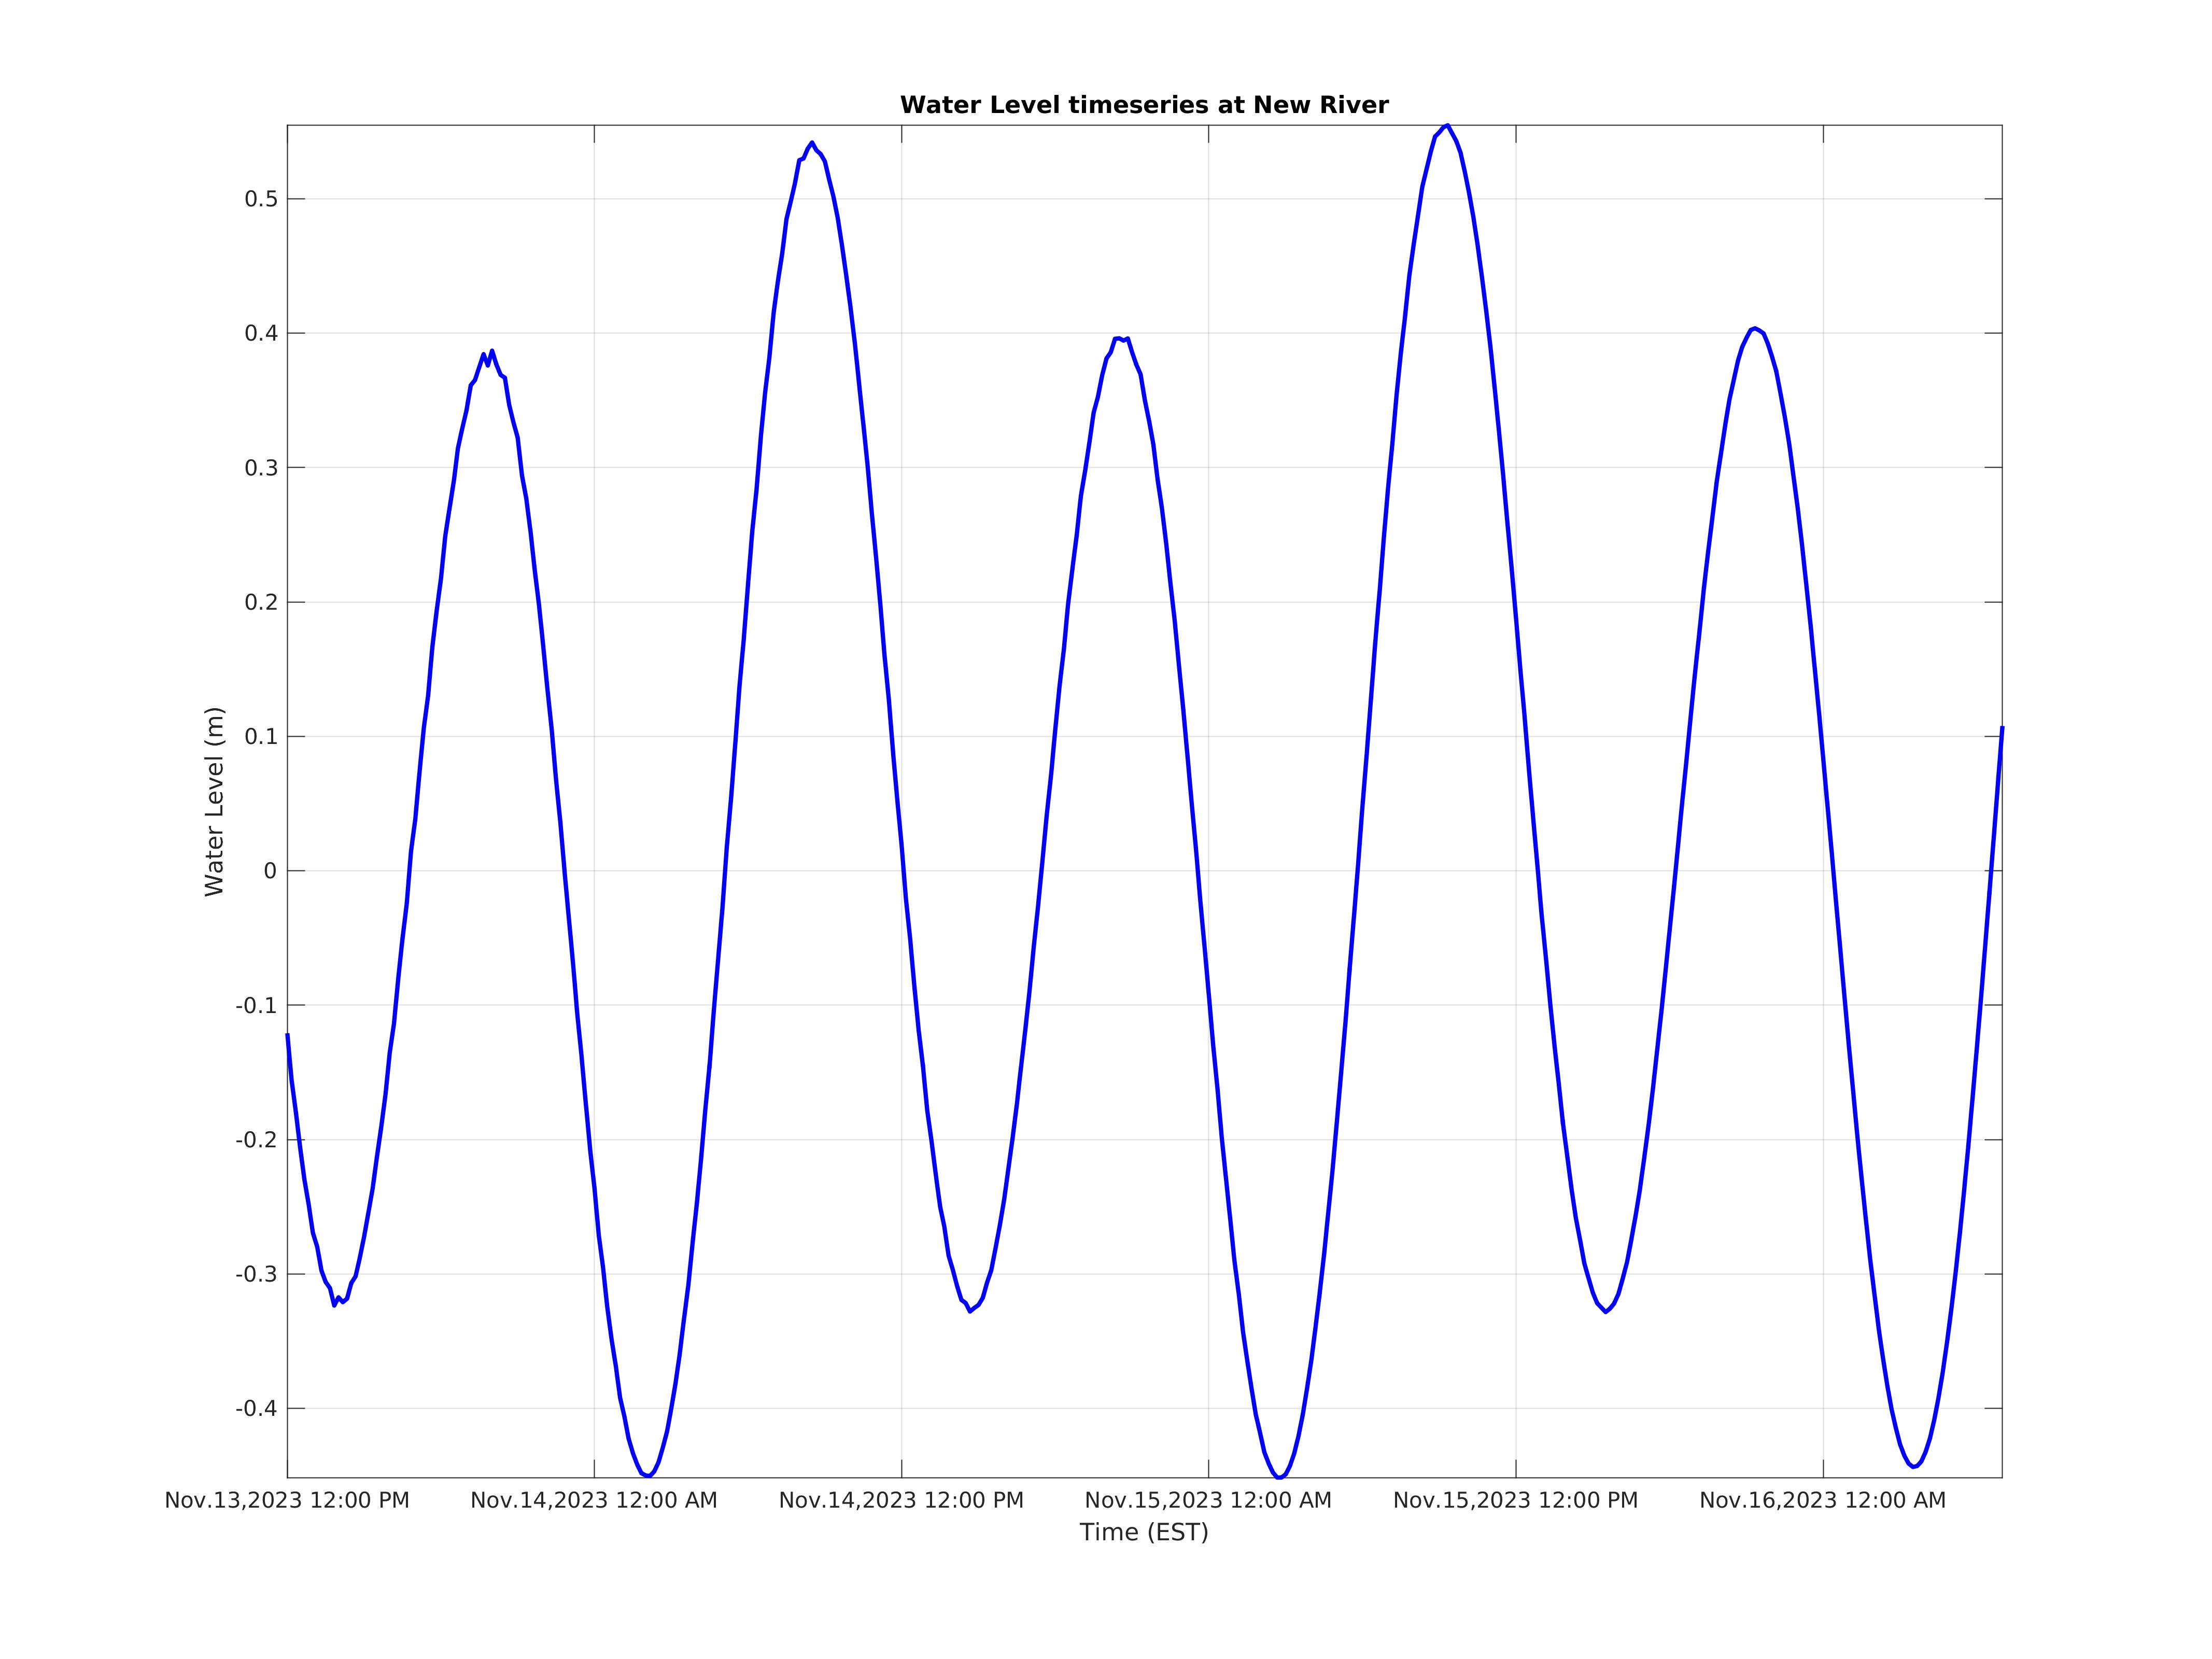 Water Level timeseries at New River
0.5
0.4
0.3
0.2
0.1
0
-0.1
-0.2
-0.3
-0.4
Water Level (m)
Nov.13,2023 12:00 PM Nov.14,2023 12:00 AM Nov.14,2023 12:00 PM Nov.15,2023 12:00 AM Nov.15,2023 12:00 PM Nov.16,2023 12:00 AM
Time (EST)